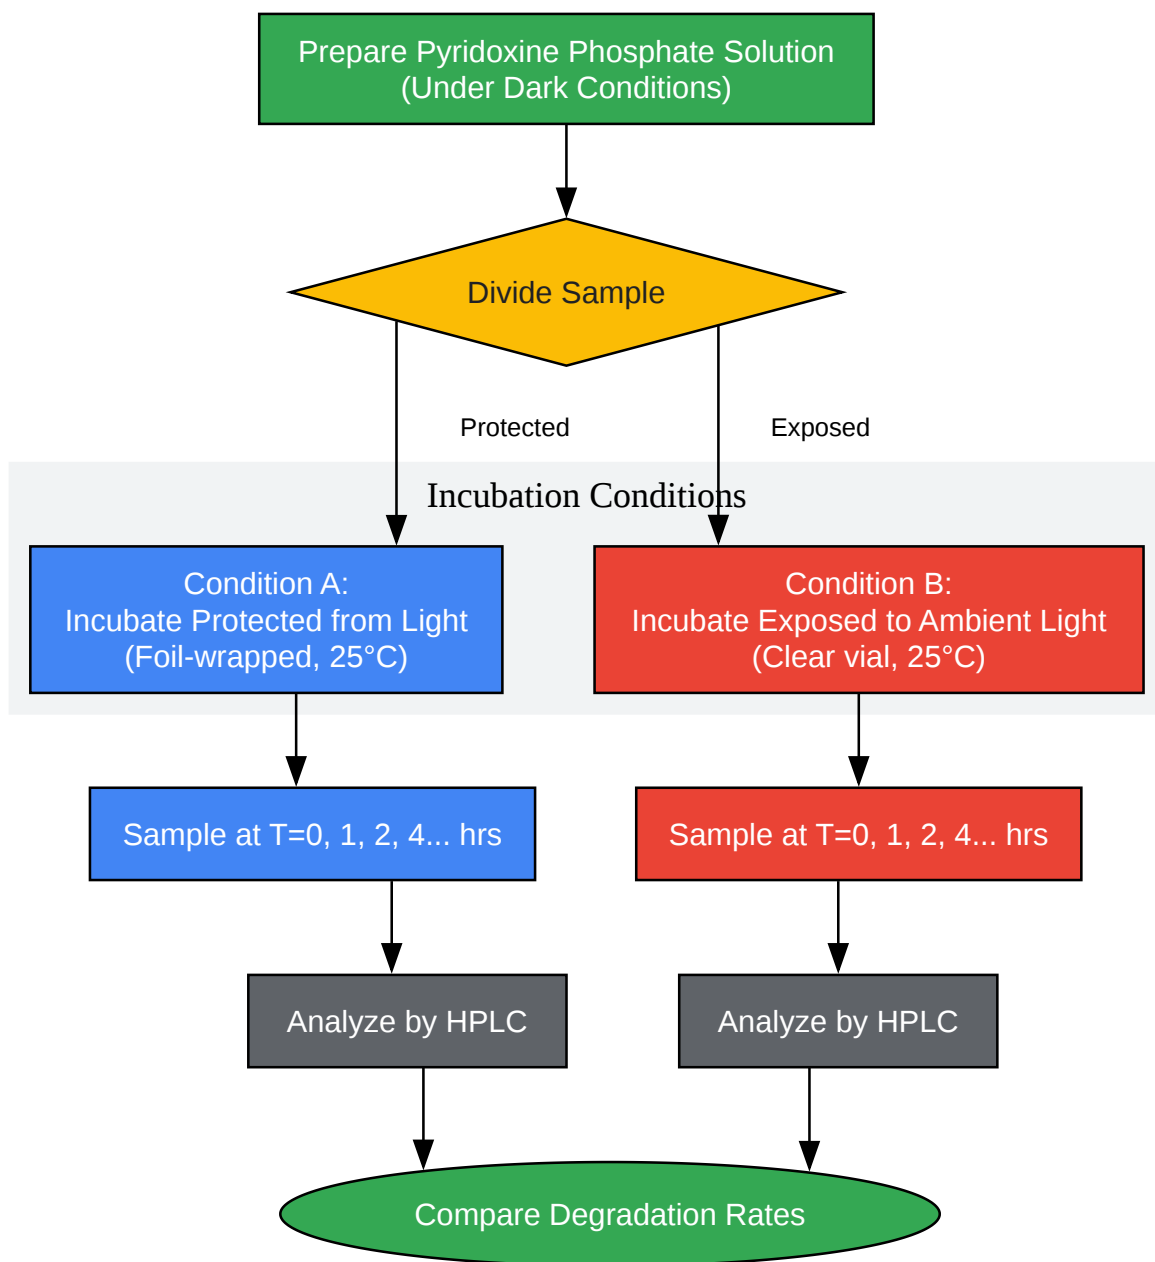 Prepare Pyridoxine Phosphate Solution
(Under Dark Conditions)
Divide Sample
Protected
Exposed
Incubation Conditions
Condition A:
Incubate Protected from Light
(Foil-wrapped, 25°C)
Condition B:
Incubate Exposed to Ambient Light
(Clear vial, 25°C)
Sample at T=0, 1, 2, 4... hrs
Sample at T=0, 1, 2, 4... hrs
Analyze by HPLC
Analyze by HPLC
Compare Degradation Rates